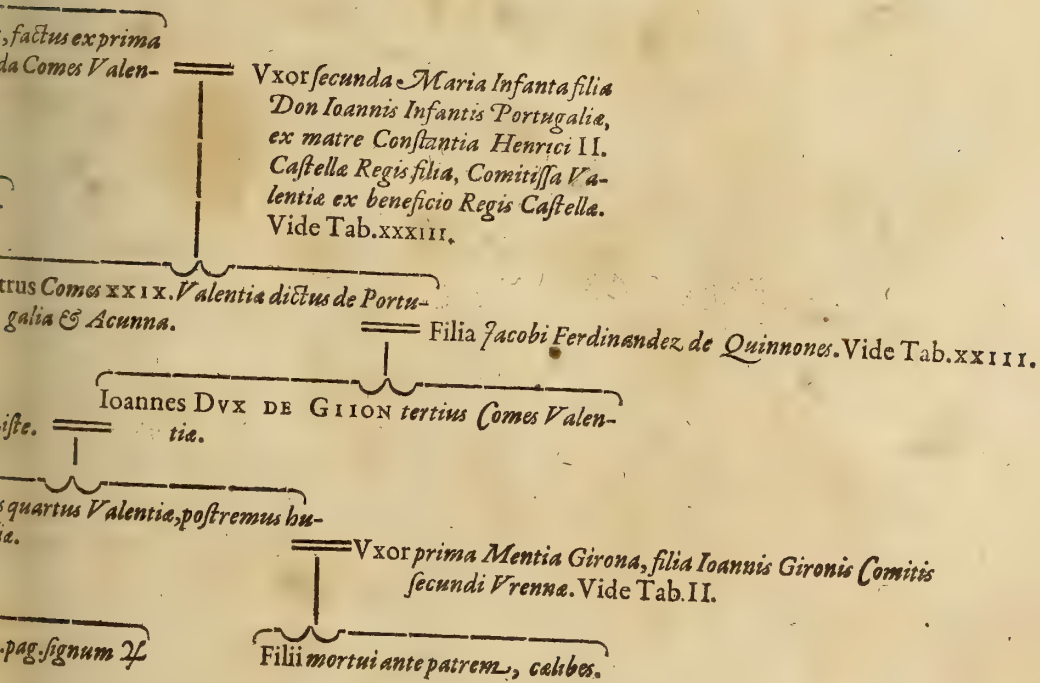 , factus ex prima
da Comes Valen-
Vxor secunda Maria Infanta filia
Don Ioannis Infantis Portugaliæ,
ex matre Constantia Henrici II.
Castellæ Regis filia, Comitissa Va-
lentiæ ex beneficio Regis Castellæ.
Vide Tab.XXXIII.
trus Comes XXIX. Valentiæ dictus de Portu-
galia & Acunna.
Filia Jacobi Ferdinandez de Quinnones. Vide Tab.XXIII.
Ioannes DVX DE GIION tertius Comes Valen-
tiæ.
iste.
s quartus Valentiæ, postremus hu-
iæ.
Vxor prima Mentia Girona, filia Ioannis Gironis Comitis
secundi Vrennæ. Vide Tab.II.
.pag.signum ♃
Filii mortui ante patrem, cælibes.